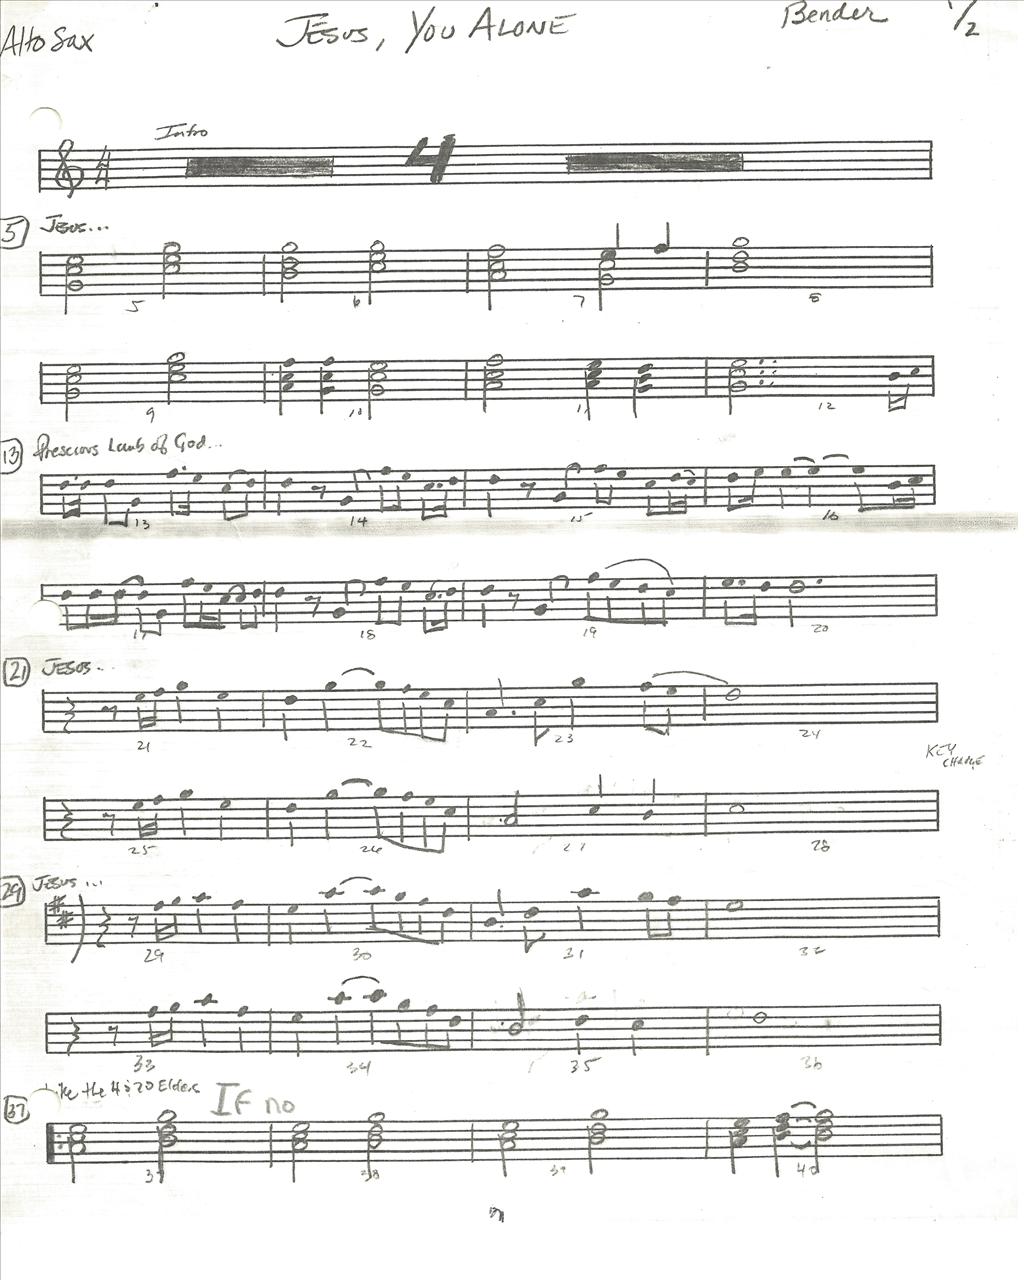 Alto Sax JESUS, YOU ALONE Bender 1/2
Intro
4
5 JESUS...
5 6 7 8
9 10 11 12
13 Prescious Lamb of God...
13 14 15 16
17 18 19 20
21 JESUS...
21 22 23 24
KEY
CHANGE
25 26 27 28
29 JESUS...
29 30 31 32
33 34 35 36
37 Like the 4 & 20 Elders IF no
37 38 39 40